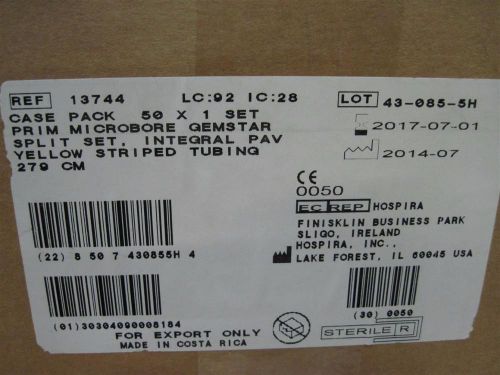 REF 13744 LC:92 IC:28 LOT 43-085-5H
CASE PACK 50 X 1 SET
PRIM MICROBORE GEMSTAR
SPLIT SET, INTEGRAL PAV
YELLOW STRIPED TUBING
279 CM
2017-07-01
2014-07
CE
0050
EC REP HOSPIRA
FINISKLIN BUSINESS PARK
SLIGO, IRELAND
HOSPIRA, INC.,
LAKE FOREST, IL 60045 USA
(22) 8 50 7 430855H 4
(01)30304090008184
(30) 0050
FOR EXPORT ONLY
MADE IN COSTA RICA
STERILE R